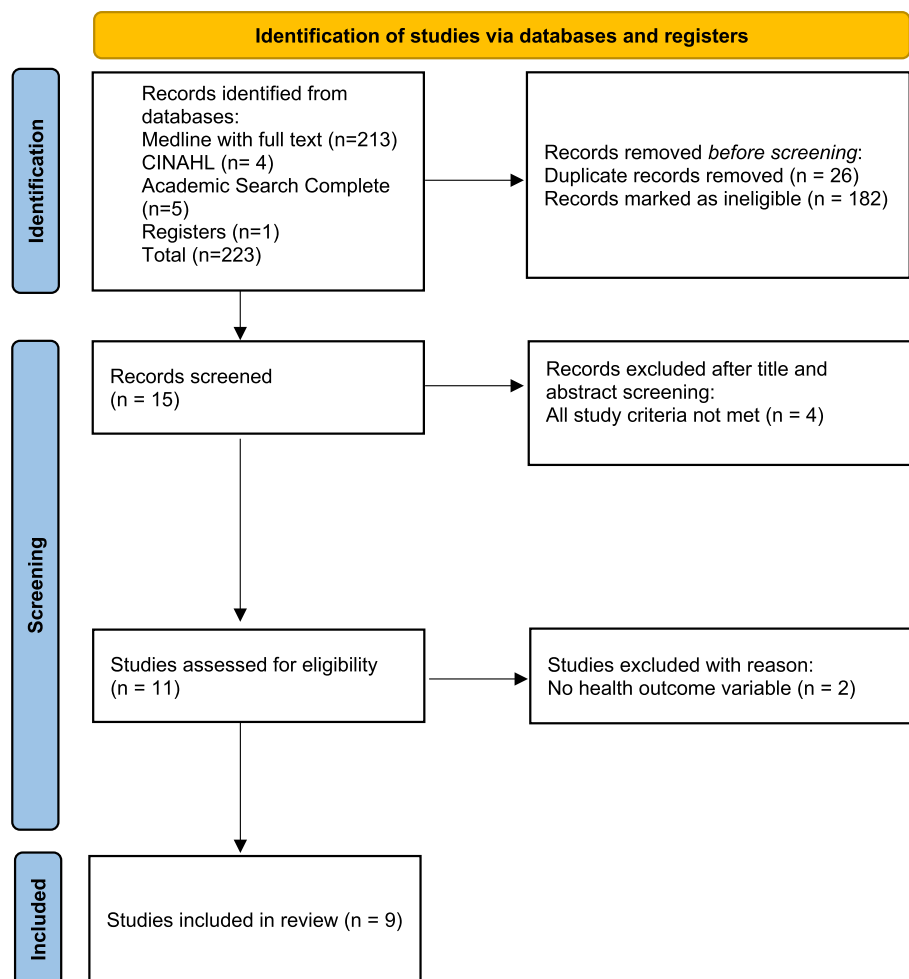 Identification of studies via databases and registers
Identification
Records identified from
databases:
Medline with full text (n=213)
CINAHL (n= 4)
Academic Search Complete
(n=5)
Registers (n=1)
Total (n=223)
Records removed before screening:
Duplicate records removed (n = 26)
Records marked as ineligible (n = 182)
Screening
Records screened
(n = 15)
Records excluded after title and
abstract screening:
All study criteria not met (n = 4)
Studies assessed for eligibility
(n = 11)
Studies excluded with reason:
No health outcome variable (n = 2)
Included
Studies included in review (n = 9)